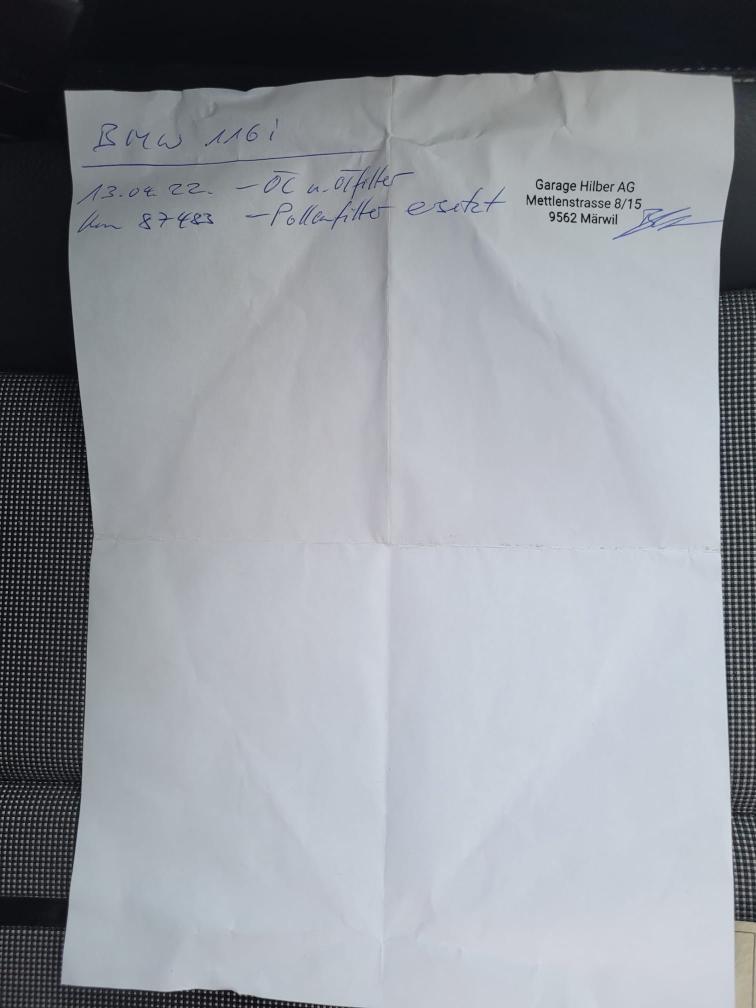 BMW 116i
13.04.22. - Öl u. Ölfilter
km 87483 - Pollenfilter ersetzt
Garage Hilber AG
Mettlenstrasse 8/15
9562 Märwil